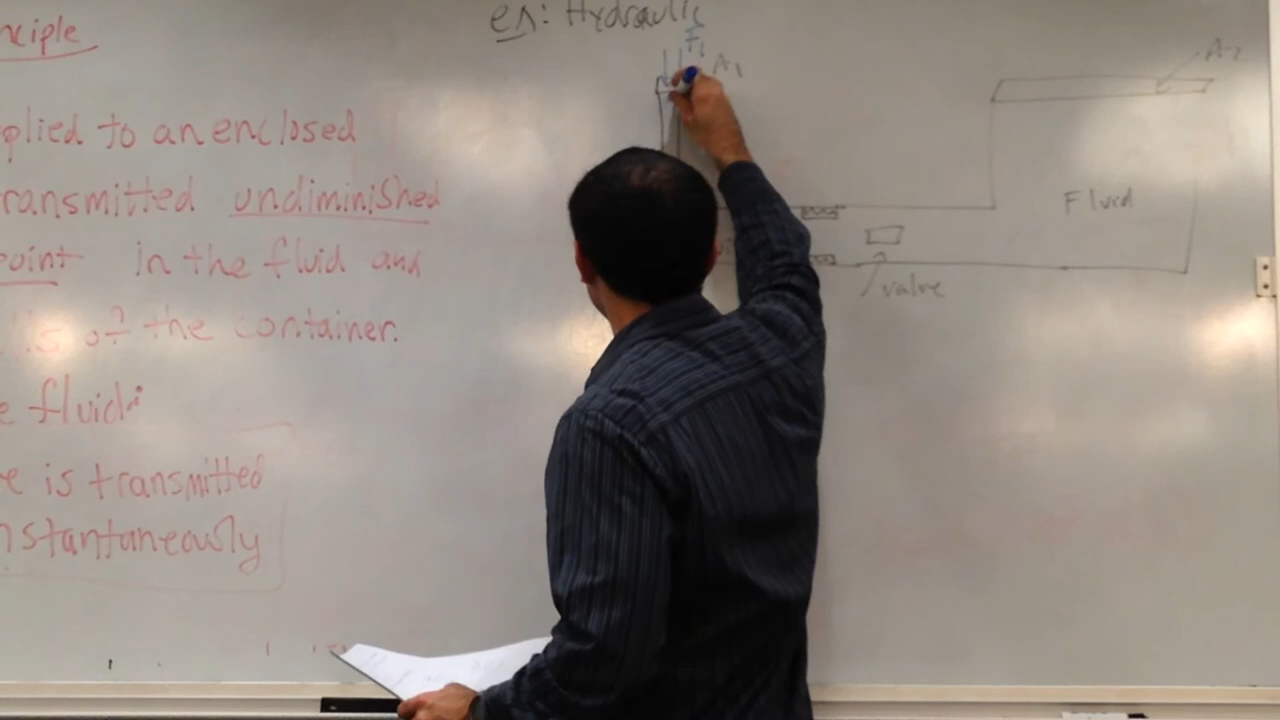 nciple
plied to an enclosed
ransmitted undiminished
point in the fluid and
ls of the container.
e fluid:
e is transmitted
nstantaneously
ex: Hydraulic
F1
A1
A2
Fluid
valve